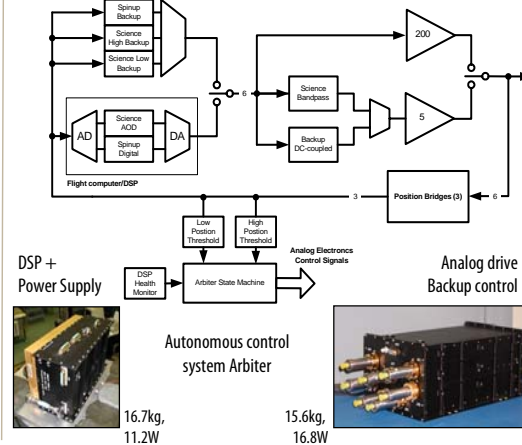 Spinup
Backup
Science
High Backup
Science Low
Backup
200
6
Science
Bandpass
AD
Science
AOD
Spinup
Digital
DA
5
Backup
DC-coupled
Flight computer/DSP
3
Position Bridges (3)
6
Low
Postion
Threshold
High
Postion
Threshold
Analog Electroncs
Control Signals
DSP
Health
Monitor
Arbiter State Machine
DSP +
Power Supply
Analog drive
Backup control
Autonomous control
system Arbiter
16.7kg,
11.2W
15.6kg,
16.8W